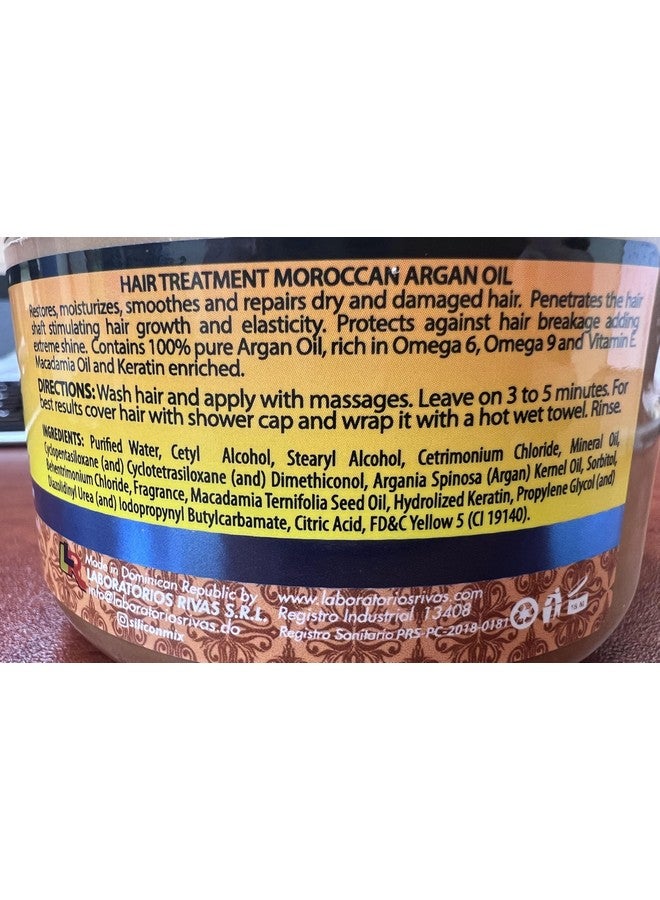 HAIR TREATMENT MOROCCAN ARGAN OIL
Restores, moisturizes, smoothes and repairs dry and damaged hair. Penetrates the hair
shaft stimulating hair growth and elasticity. Protects against hair breakage adding
extreme shine. Contains 100% pure Argan Oil, rich in Omega 6, Omega 9 and Vitamin E.
Macadamia Oil and Keratin enriched.
DIRECTIONS: Wash hair and apply with massages. Leave on 3 to 5 minutes. For
best results cover hair with shower cap and wrap it with a hot wet towel. Rinse.
INGREDIENTS: Purified Water, Cetyl Alcohol, Stearyl Alcohol, Cetrimonium Chloride, Mineral Oil,
Cyclopentasiloxane (and) Cyclotetrasiloxane (and) Dimethiconol, Argania Spinosa (Argan) Kernel Oil, Sorbitol,
Behentrimonium Chloride, Fragrance, Macadamia Ternifolia Seed Oil, Hydrolized Keratin, Propylene Glycol (and)
Diazolidinyl Urea (and) Iodopropynyl Butylcarbamate, Citric Acid, FD&C Yellow 5 (CI 19140).
LR
Made in Dominican Republic by
LABORATORIOS RIVAS S.R.L.
info@laboratoriosrivas.do
@siliconmix
www.laboratoriosrivas.com
Registro Industrial 13408
Registro Sanitario PRS-PC-2018-0181